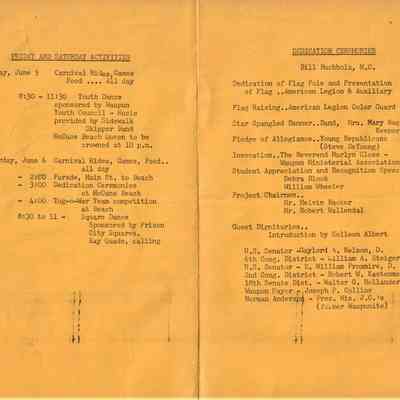 FRIDAY AND SATURDAY ACTIVITIES
ay, June 5 Carnival Rides, Games
Food .... All day
8:30 - 11:30 Youth Dance
sponsored by Waupun
Youth Council - Music
provided by Sidewalk
Skipper Band
McCune Beach Queen to be
crowned at 10 p.m.
rday, June 6 Carnival Rides, Games, Food..
all day
- 2:00 Parade, Main St. to Beach
- 3:00 Dedication Ceremonies
at McCune Beach
- 4:00 Tug-o-War Team competition
at Beach
8:30 to 11 - Square Dance
Sponsored by Prison
City Squares,
Ray Quade, calling
DEDICATION CEREMONIES
Bill Buchholz, M.C.
Dedication of Flag Pole and Presentation
of Flag ..American Legion & Auxiliary
Flag Raising..American Legion Color Guard
Star Spangled Banner..Band, Mrs. Mary
Pledge of Allegiance..Young Republicans
(Steve DeYoung)
Invocation..The Reverend Merlyn Klose -
Waupun Ministerial Association
Student Appreciation and Recognition
Debra Blank
William Wheeler
Project Chairmen..
Mr. Melvin Racker
Mr. Robert Wallendal
Guest Dignitaries..
Introduction by Colleen Albert
U.S. Senator -Gaylord A. Nelson, D.
6th Cong. District - William A. Steiger
U.S. Senator - E. William Proxmire, D.
2nd Cong. District - Robert W. Kastenme
18th Senate Dist. - Walter G. Hollander
Waupun Mayor - Joseph P. Collins
Norman Anderson - Pres. Wis. J.C.'s
(former Waupunite)